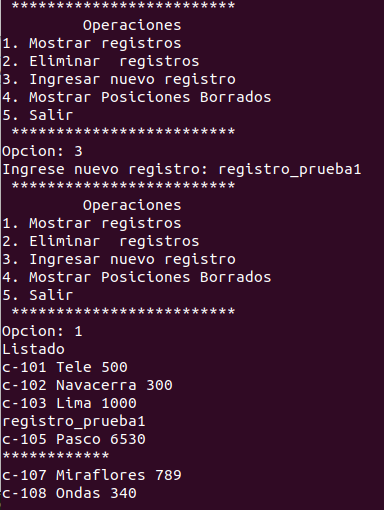 *************************
Operaciones
1. Mostrar registros
2. Eliminar  registros
3. Ingresar nuevo registro
4. Mostrar Posiciones Borrados
5. Salir
*************************
Opcion: 3
Ingrese nuevo registro: registro_prueba1
*************************
Operaciones
1. Mostrar registros
2. Eliminar  registros
3. Ingresar nuevo registro
4. Mostrar Posiciones Borrados
5. Salir
*************************
Opcion: 1
Listado
c-101 Tele 500
c-102 Navacerra 300
c-103 Lima 1000
registro_prueba1
c-105 Pasco 6530
************
c-107 Miraflores 789
c-108 Ondas 340